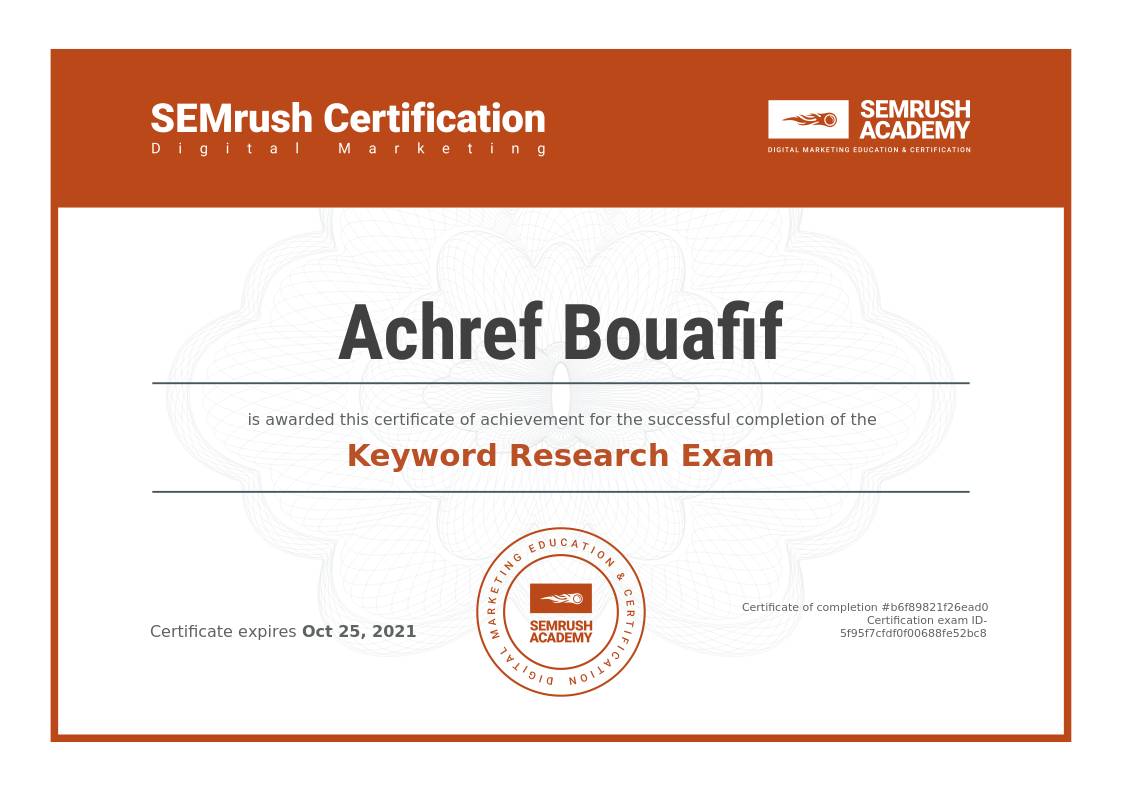 SEMrush Certification
Digital Marketing
SEMRUSH
ACADEMY
DIGITAL MARKETING EDUCATION & CERTIFICATION
Achref Bouafif
is awarded this certificate of achievement for the successful completion of the
Keyword Research Exam
Certificate expires Oct 25, 2021
DIGITAL MARKETING EDUCATION & CERTIFICATION
SEMRUSH
ACADEMY
Certificate of completion #b6f89821f26ead0
Certification exam ID-
5f95f7cfdf0f00688fe52bc8